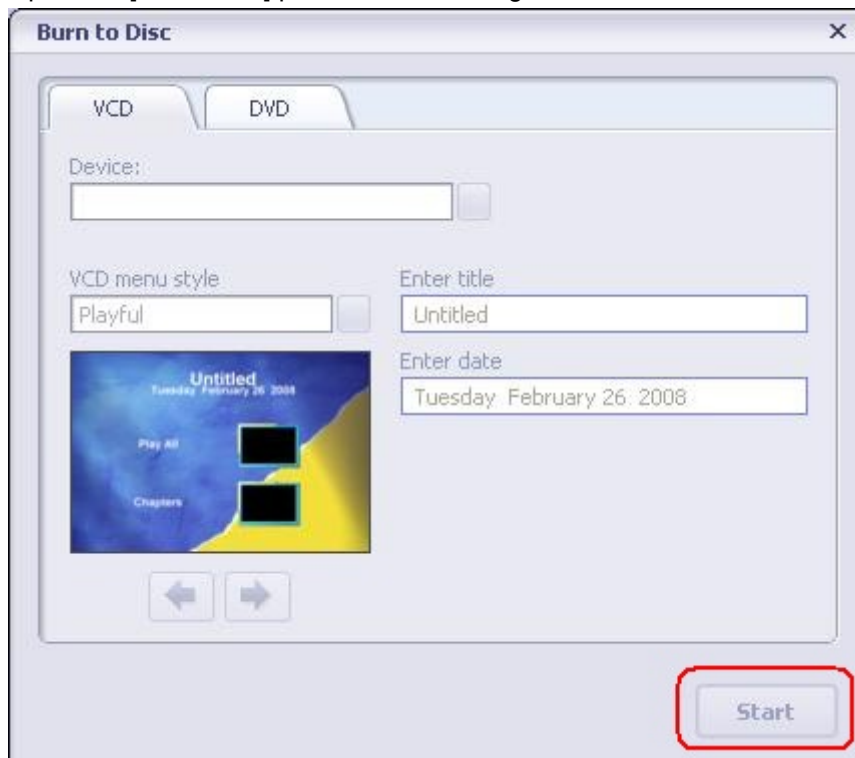 Burn to Disc
VCD DVD
Device:
VCD menu style
Playful
Enter title
Untitled
Enter date
Tuesday February 26 2008
Untitled
Tuesday February 26 2008
Play All
Chapters
Start